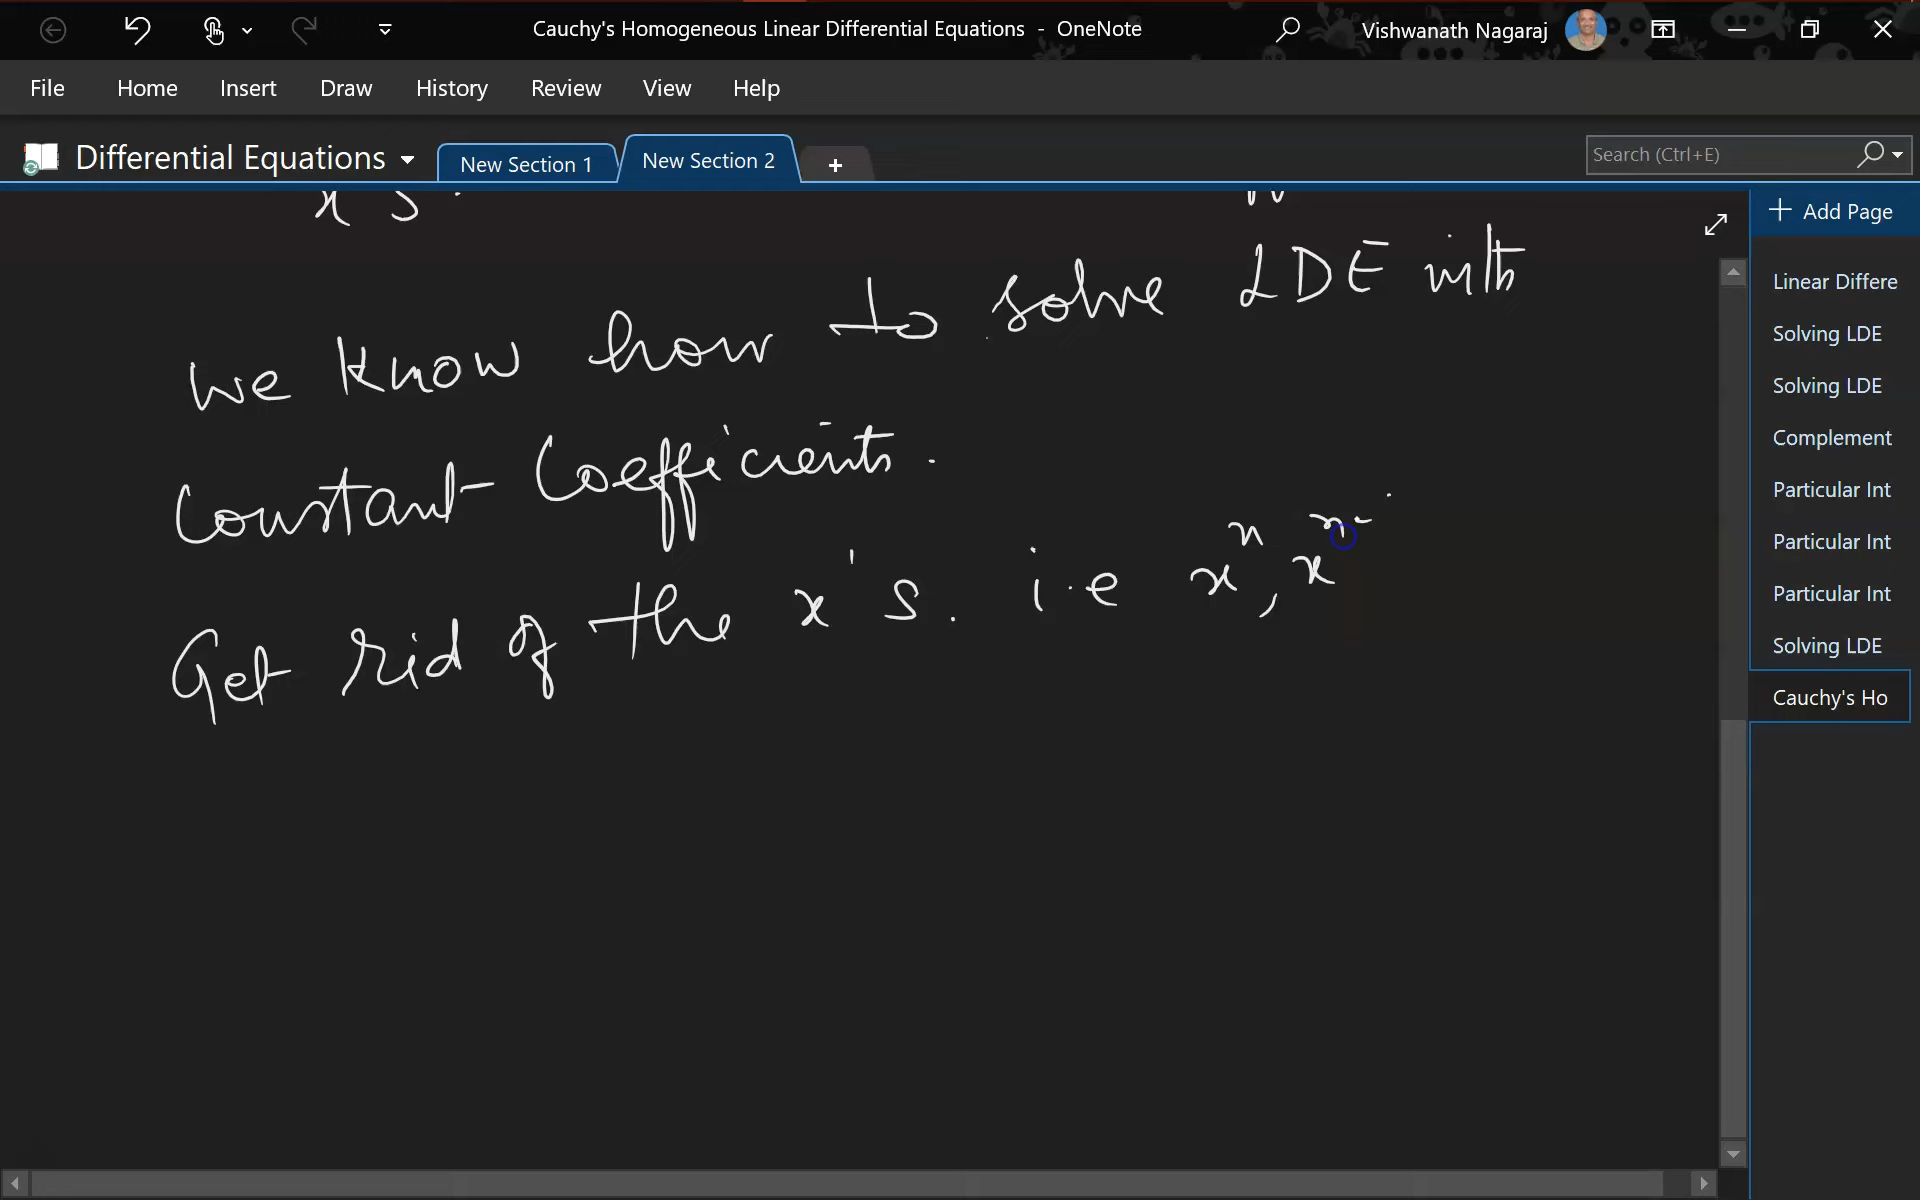 Cauchy's Homogeneous Linear Differential Equations - OneNote
Vishwanath Nagaraj
File Home Insert Draw History Review View Help
Differential Equations
New Section 1
New Section 2
+
Search (Ctrl+E)
+ Add Page
Linear Differe
Solving LDE
Solving LDE
Complement
Particular Int
Particular Int
Particular Int
Solving LDE
Cauchy's Ho
x's.
we know how to solve LDE with
constant coefficients.
Get rid of the x's. i.e xⁿ, x